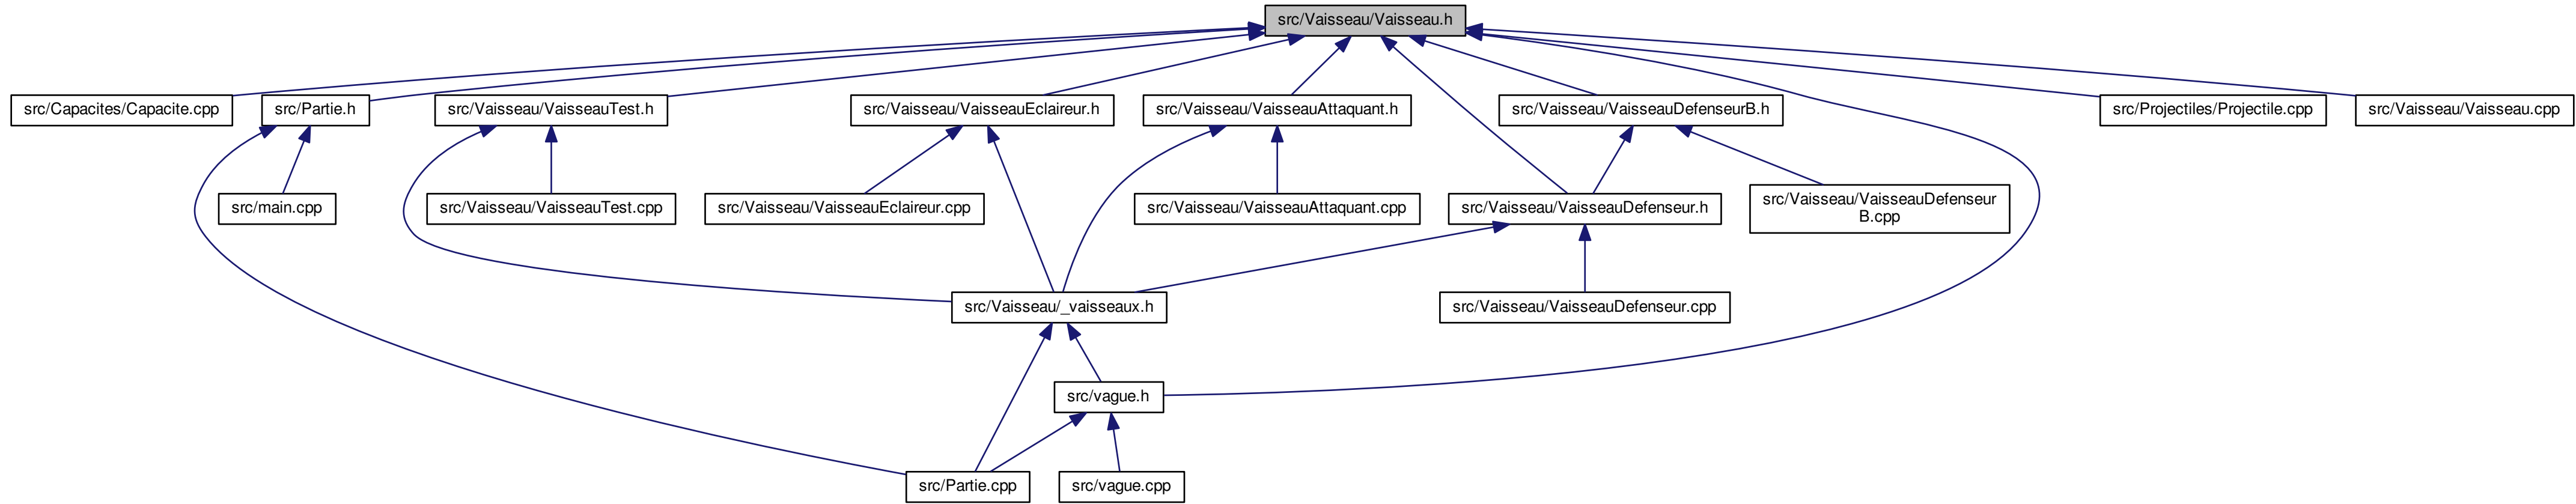 src/Vaisseau/Vaisseau.h
src/Capacites/Capacite.cpp
src/Partie.h
src/Vaisseau/VaisseauTest.h
src/Vaisseau/VaisseauEclaireur.h
src/Vaisseau/VaisseauAttaquant.h
src/Vaisseau/VaisseauDefenseurB.h
src/Projectiles/Projectile.cpp
src/Vaisseau/Vaisseau.cpp
src/main.cpp
src/Vaisseau/VaisseauTest.cpp
src/Vaisseau/VaisseauEclaireur.cpp
src/Vaisseau/VaisseauAttaquant.cpp
src/Vaisseau/VaisseauDefenseur.h
src/Vaisseau/VaisseauDefenseur
B.cpp
src/Vaisseau/_vaisseaux.h
src/Vaisseau/VaisseauDefenseur.cpp
src/vague.h
src/Partie.cpp
src/vague.cpp